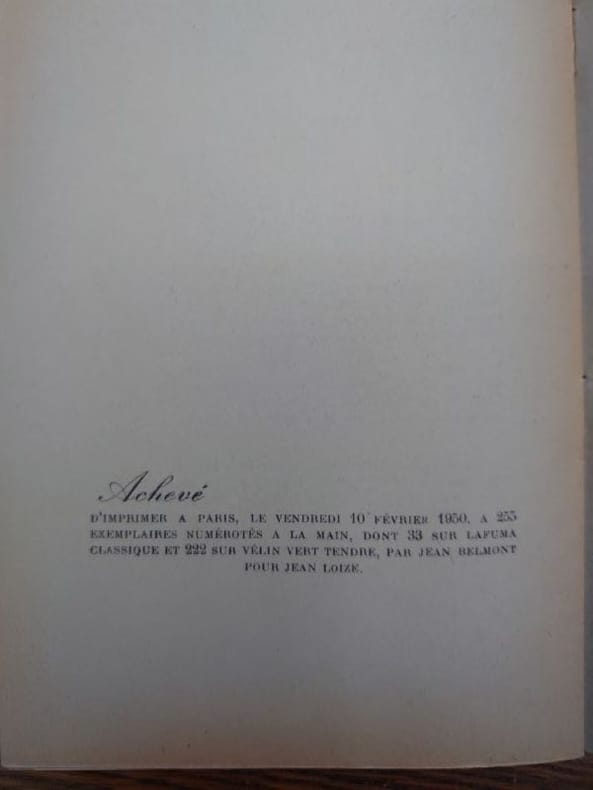 Achevé
D'IMPRIMER A PARIS, LE VENDREDI 10 FÉVRIER 1950, A 255
EXEMPLAIRES NUMÉROTÉS A LA MAIN, DONT 33 SUR LAFUMA
CLASSIQUE ET 222 SUR VÉLIN VERT TENDRE, PAR JEAN BELMONT
POUR JEAN LOIZE.